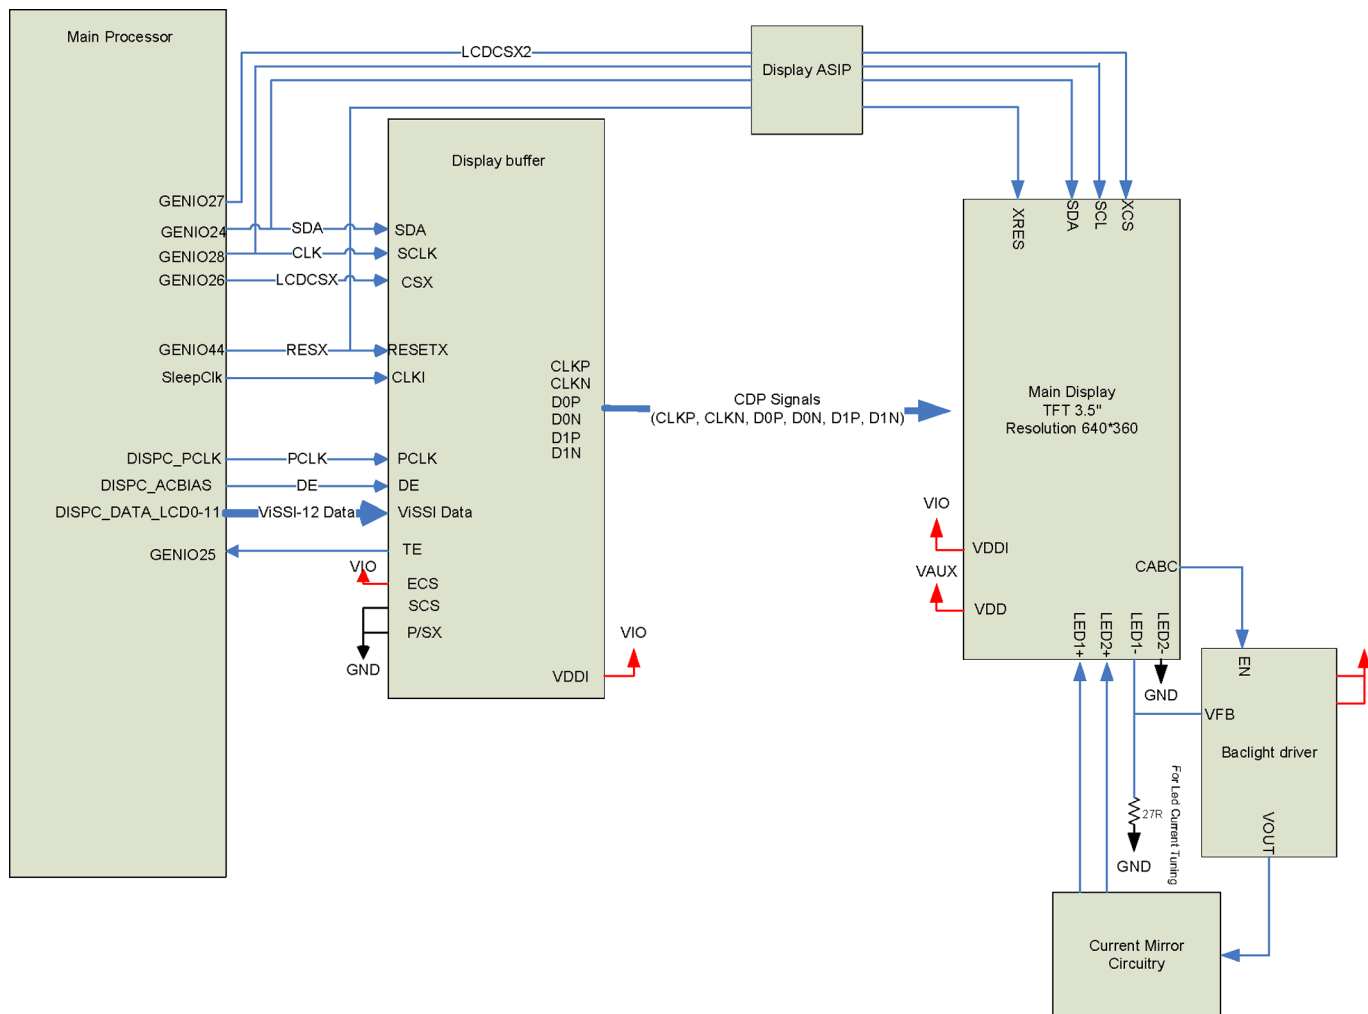 Main Processor
LCDCSX2
Display ASIP
Display buffer
GENIO27
GENIO24
SDA
SDA
GENIO28
CLK
SCLK
GENIO26
LCDCSX
CSX
XRES
SDA
SCL
XCS
GENIO44
RESX
RESETX
SleepClk
CLKI
CLKP
CLKN
D0P
D0N
D1P
D1N
CDP Signals
(CLKP, CLKN, D0P, D0N, D1P, D1N)
Main Display
TFT 3.5"
Resolution 640*360
DISPC_PCLK
PCLK
PCLK
DISPC_ACBIAS
DE
DE
DISPC_DATA_LCD0-11
ViSSI-12 Data
ViSSI Data
GENIO25
TE
VIO
ECS
SCS
P/SX
GND
VIO
VDDI
VIO
VDDI
VAUX
VDD
CABC
LED1+
LED2+
LED1-
LED2-
GND
EN
VFB
Baclight driver
VOUT
For Led Current Tuning
27R
GND
Current Mirror
Circuitry